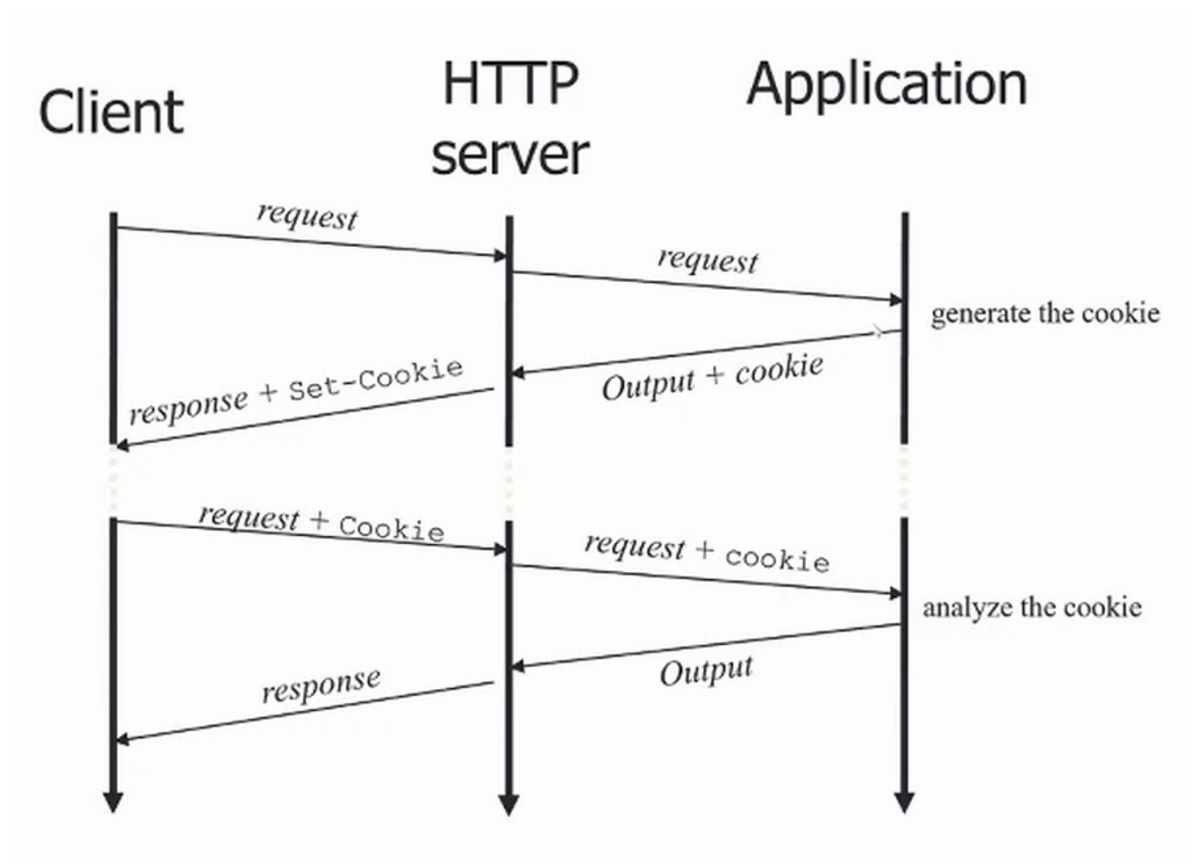 Client
HTTP
server
Application
request
request
generate the cookie
Output + cookie
response + Set-Cookie
request + Cookie
request + cookie
analyze the cookie
Output
response